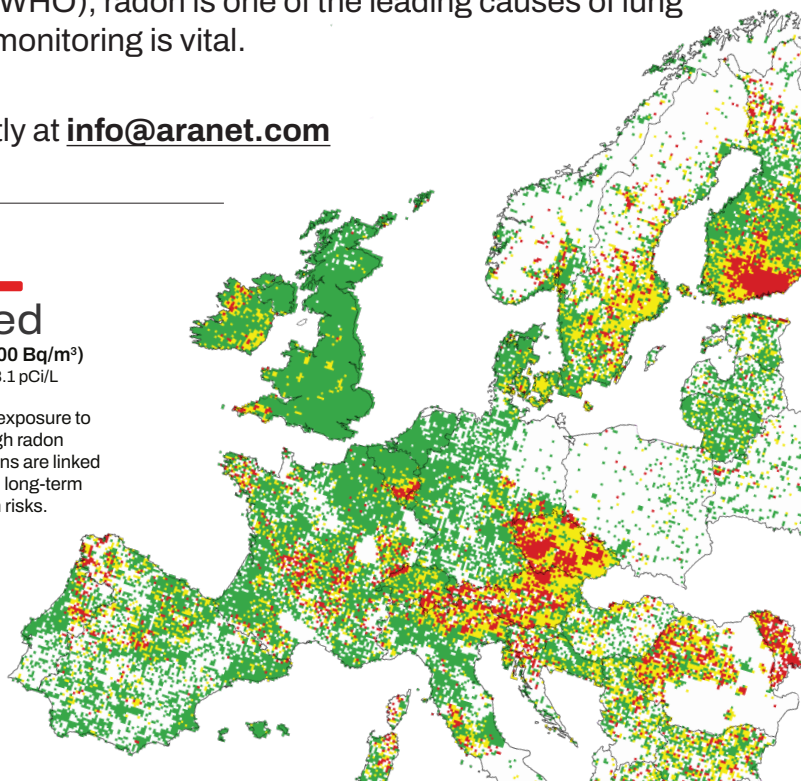 WHO), radon is one of the leading causes of lung
monitoring is vital.
tly at info@aranet.com
ed
00 Bq/m³)
.1 pCi/L
exposure to
gh radon
ns are linked
long-term
risks.